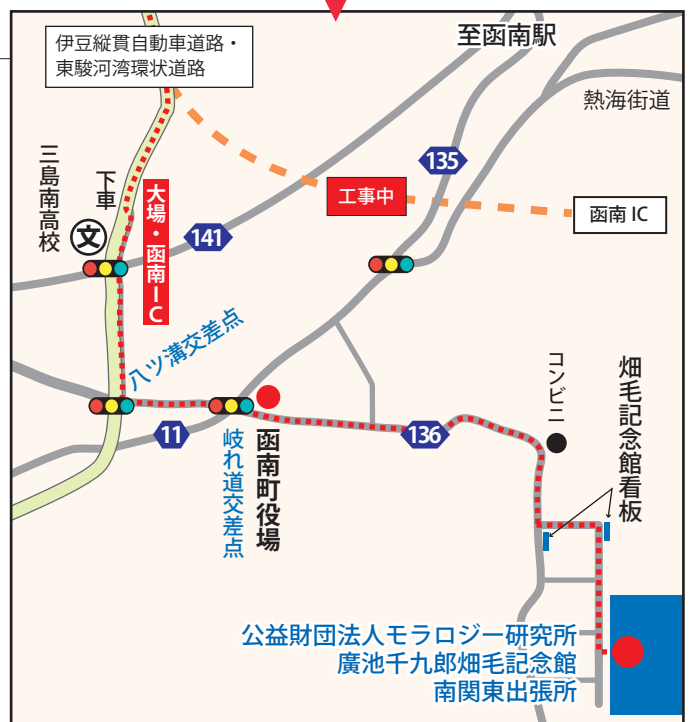 伊豆縦貫自動車道路・
東駿河湾環状道路
至函南駅
熱海街道
三島南高校
下車
文
大場・函南IC
141
135
工事中
函南 IC
八ツ溝交差点
11
岐れ道交差点
函南町役場
136
コンビニ
畑毛記念館看板
公益財団法人モラロジー研究所
廣池千九郎畑毛記念館
南関東出張所